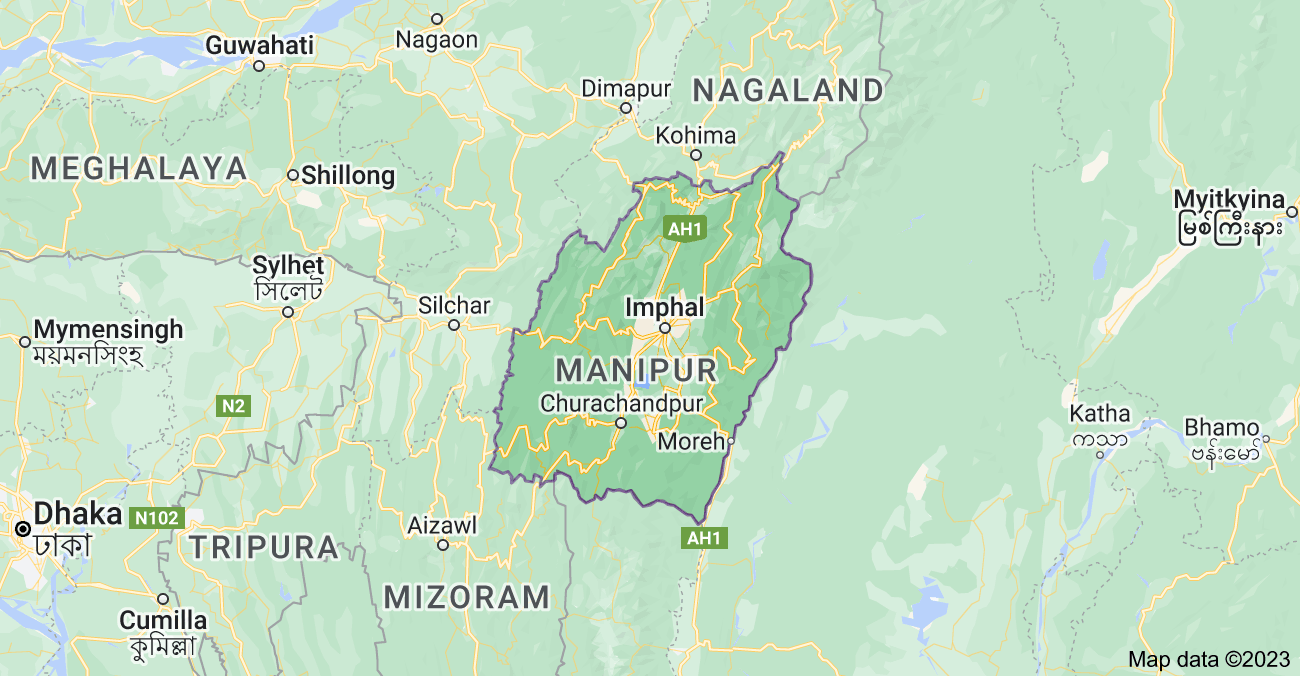 Guwahati
Nagaon
Dimapur
NAGALAND
Kohima
MEGHALAYA
Shillong
Myitkyina
မြစ်ကြီးနား
AH1
Sylhet
সিলেট
Silchar
Imphal
Mymensingh
ময়মনসিংহ
MANIPUR
N2
Churachandpur
Katha
ကသာ
Moreh
Bhamo
ဗန်းမော်
Dhaka
ঢাকা
N102
Aizawl
AH1
TRIPURA
MIZORAM
Cumilla
কুমিল্লা
Map data ©2023